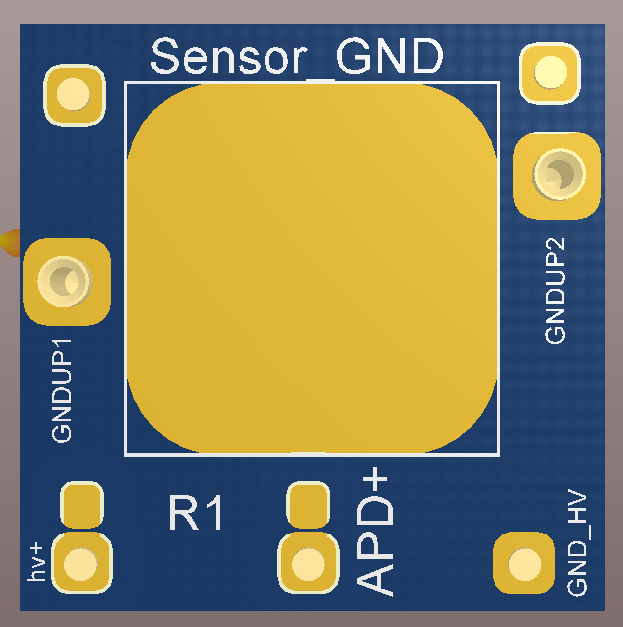 Sensor_GND
GNDUP2
GNDUP1
R1
APD+
hv+
GND_HV